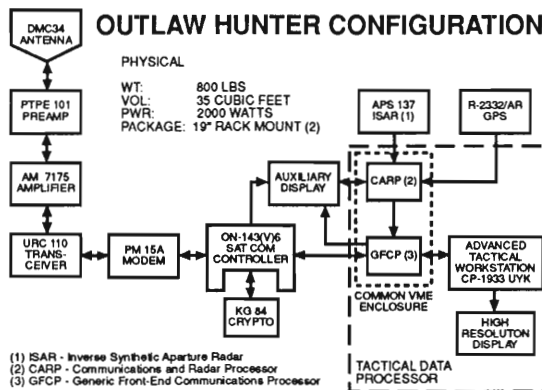 OUTLAW HUNTER CONFIGURATION
DMC34
ANTENNA
PHYSICAL
WT: 800 LBS
VOL: 35 CUBIC FEET
PWR: 2000 WATTS
PACKAGE: 19" RACK MOUNT (2)
PTPE 101
PREAMP
APS 137
ISAR (1)
R-2332/AR
GPS
AM 7175
AMPLIFIER
AUXILIARY
DISPLAY
CARP (2)
URC 110
TRANS-
CEIVER
PM 15A
MODEM
ON-143(V)6
SAT COM
CONTROLLER
GFCP (3)
ADVANCED
TACTICAL
WORKSTATION
CP-1933 UYK
KG 84
CRYPTO
COMMON VME
ENCLOSURE
HIGH
RESOLUTON
DISPLAY
TACTICAL DATA
PROCESSOR
(1) ISAR - Inverse Synthetic Aperture Radar
(2) CARP - Communications and Radar Processor
(3) GFCP - Generic Front-End Communications Processor